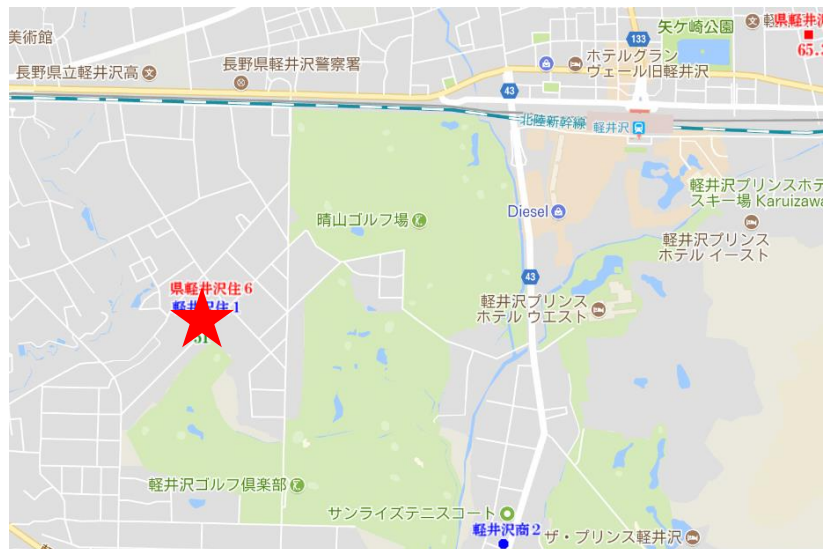 美術館
長野県立軽井沢高
長野県軽井沢警察署
133
矢ケ崎公園
県軽井沢
65.
ホテルグラン
ヴェール旧軽井沢
43
北陸新幹線
軽井沢
晴山ゴルフ場
Diesel
軽井沢プリンスホテ
スキー場 Karuizawa
軽井沢プリンス
ホテル イースト
43
県軽井沢住 6
軽井沢住 1
軽井沢プリンス
ホテル ウエスト
軽井沢ゴルフ倶楽部
サンライズテニスコート
軽井沢商 2
ザ・プリンス軽井沢